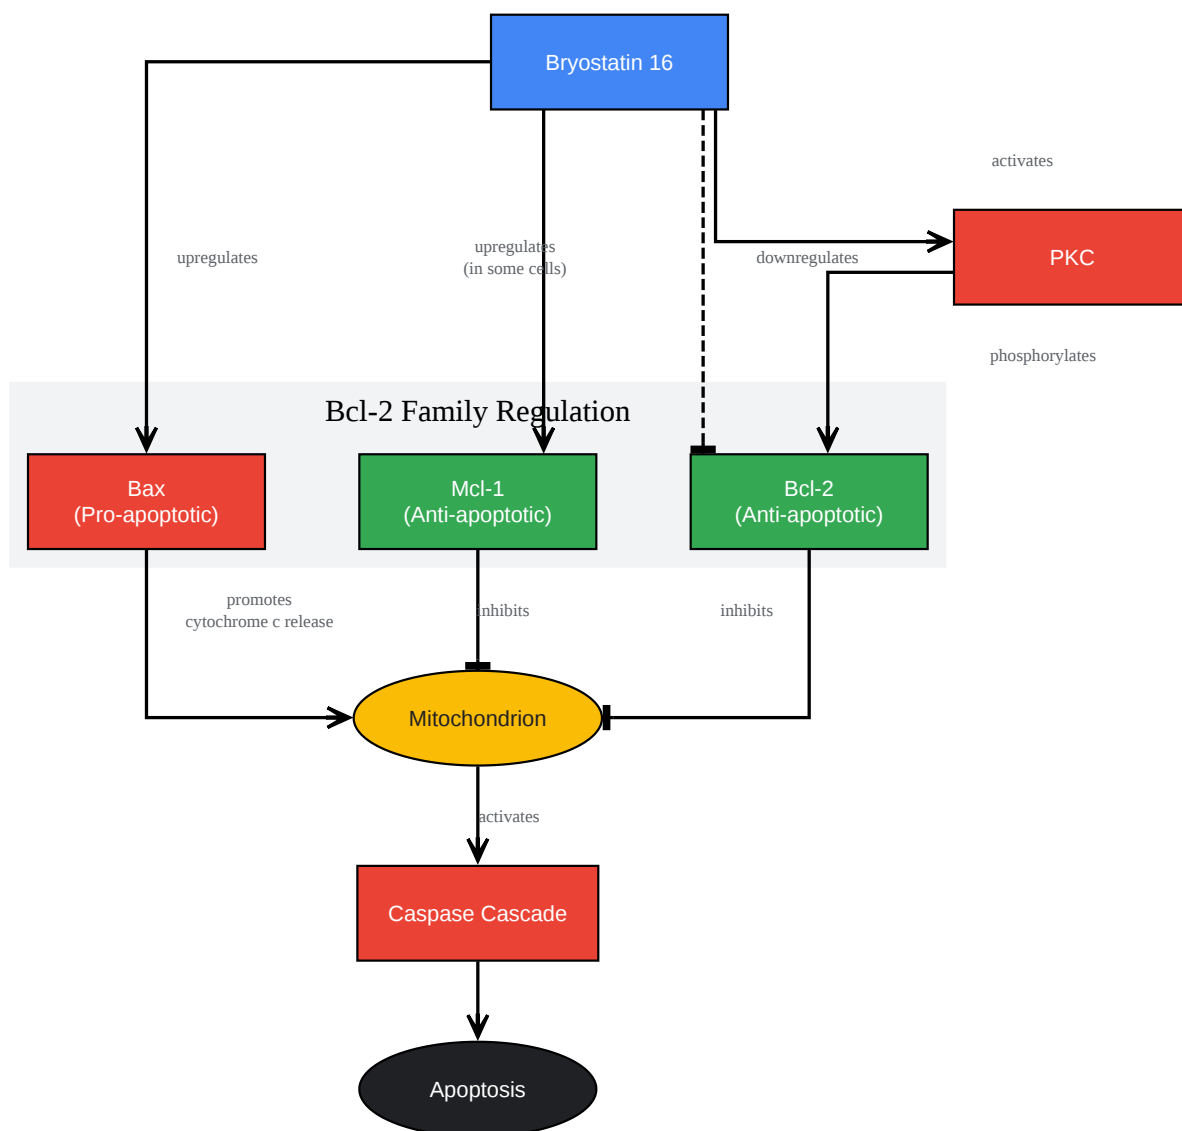 Bryostatin 16
activates
upregulates
upregulates
(in some cells)
downregulates
PKC
phosphorylates
Bcl-2 Family Regulation
Bax
(Pro-apoptotic)
Mcl-1
(Anti-apoptotic)
Bcl-2
(Anti-apoptotic)
promotes
cytochrome c release
inhibits
inhibits
Mitochondrion
activates
Caspase Cascade
Apoptosis